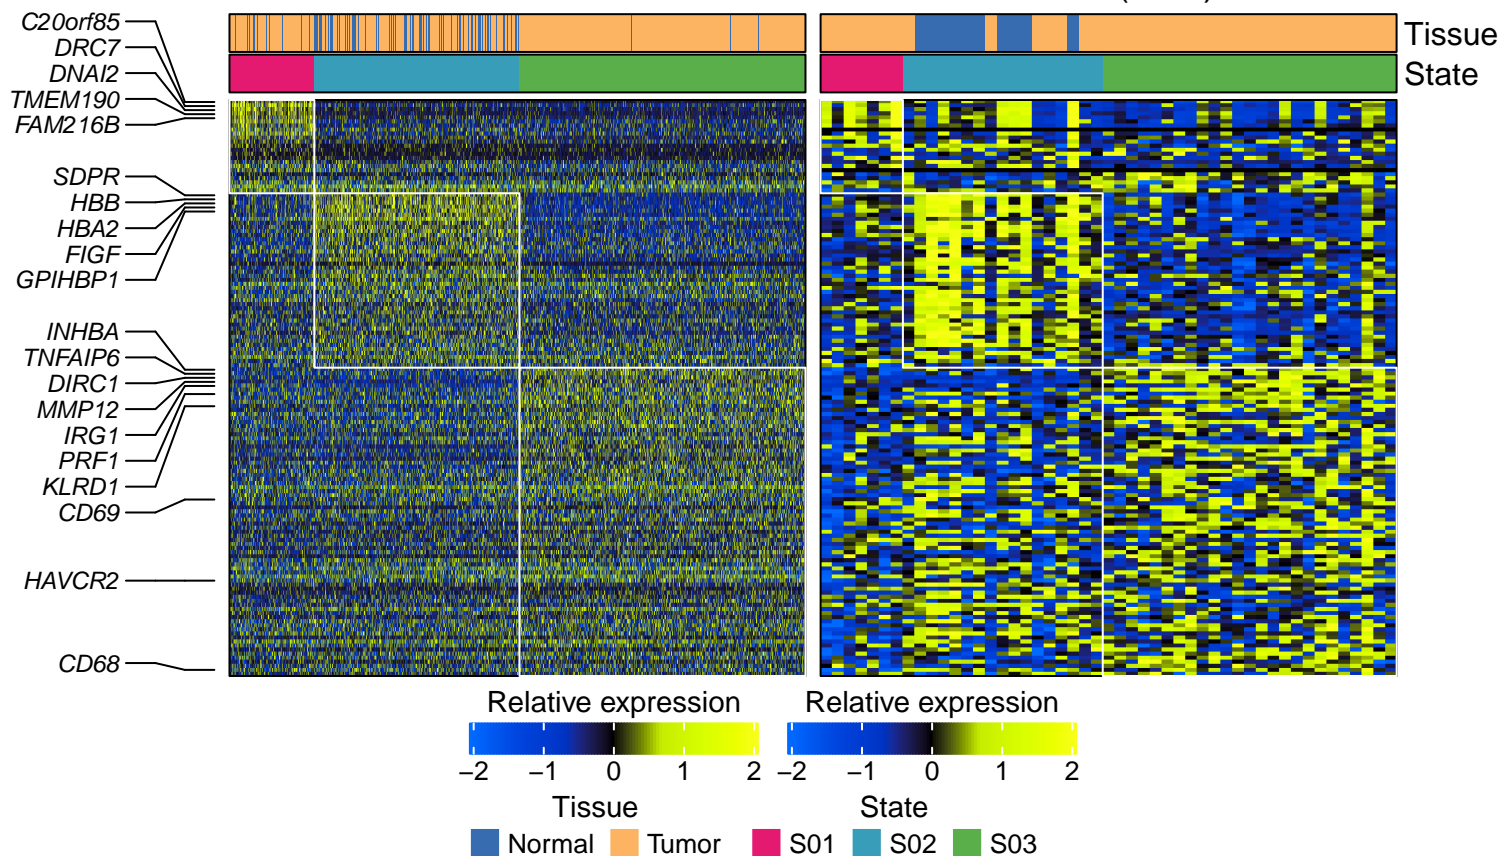 Tissue
State
C20orf85
DRC7
DNAI2
TMEM190
FAM216B
SDPR
HBB
HBA2
FIGF
GPIHBP1
INHBA
TNFAIP6
DIRC1
MMP12
IRG1
PRF1
KLRD1
CD69
HAVCR2
CD68
Relative expression Relative expression
−2 −1 0 1 2 −2 −1 0 1 2
Tissue State
Normal Tumor S01 S02 S03